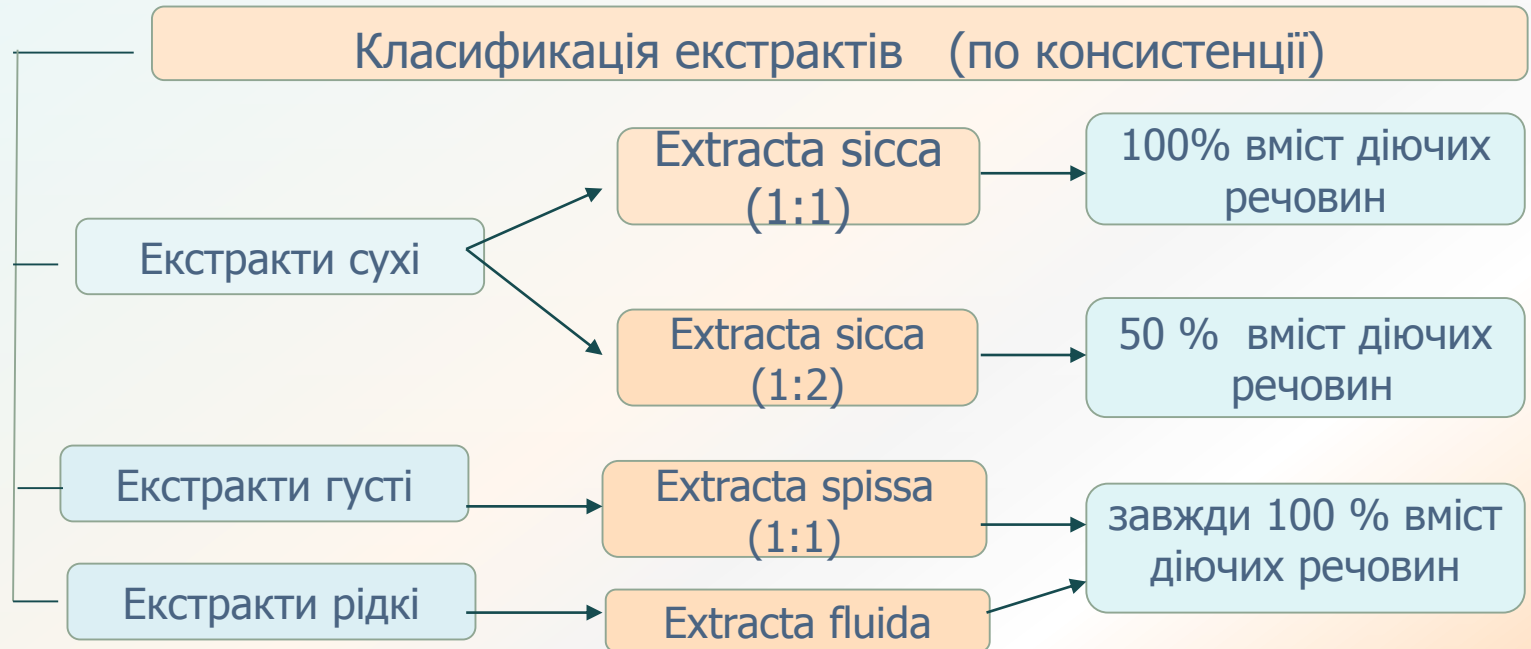 Класифікація екстрактів (по консистенції)
Екстракти сухі
Extracta sicca
(1:1)
100% вміст діючих
речовин
Extracta sicca
(1:2)
50 % вміст діючих
речовин
Екстракти густі
Extracta spissa
(1:1)
завжди 100 % вміст
діючих речовин
Екстракти рідкі
Extracta fluida